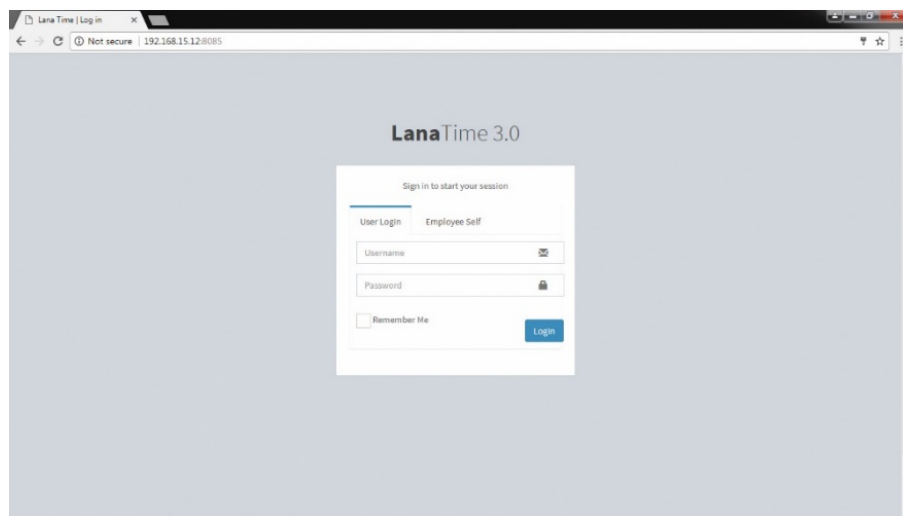 Lana Time | Log in
Not secure | 192.168.15.12:8085
LanaTime 3.0
Sign in to start your session
User Login Employee Self
Username
Password
Remember Me
Login